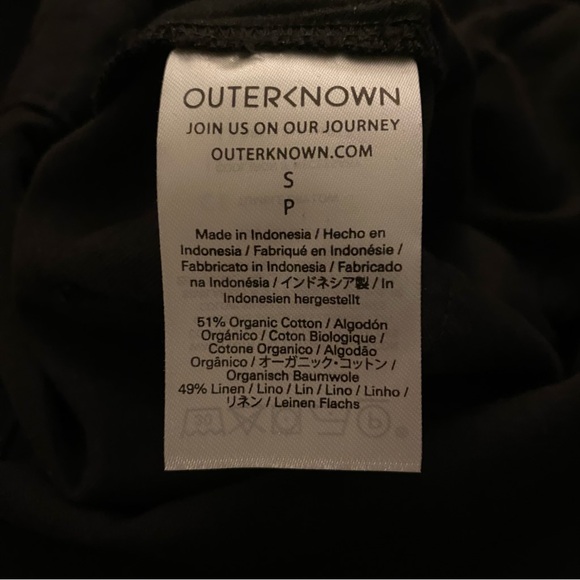 OUTERKNOWN
JOIN US ON OUR JOURNEY
OUTERKNOWN.COM
S
P
Made in Indonesia / Hecho en
Indonesia / Fabriqué en Indonésie /
Fabbricato in Indonesia / Fabricado
na Indonésia / インドネシア製 / In
Indonesien hergestellt
51% Organic Cotton / Algodón
Orgánico / Coton Biologique /
Cotone Organico / Algodão
Orgânico / オーガニック・コットン /
Organisch Baumwole
49% Linen / Lino / Lin / Lino / Linho /
リネン / Leinen Flachs